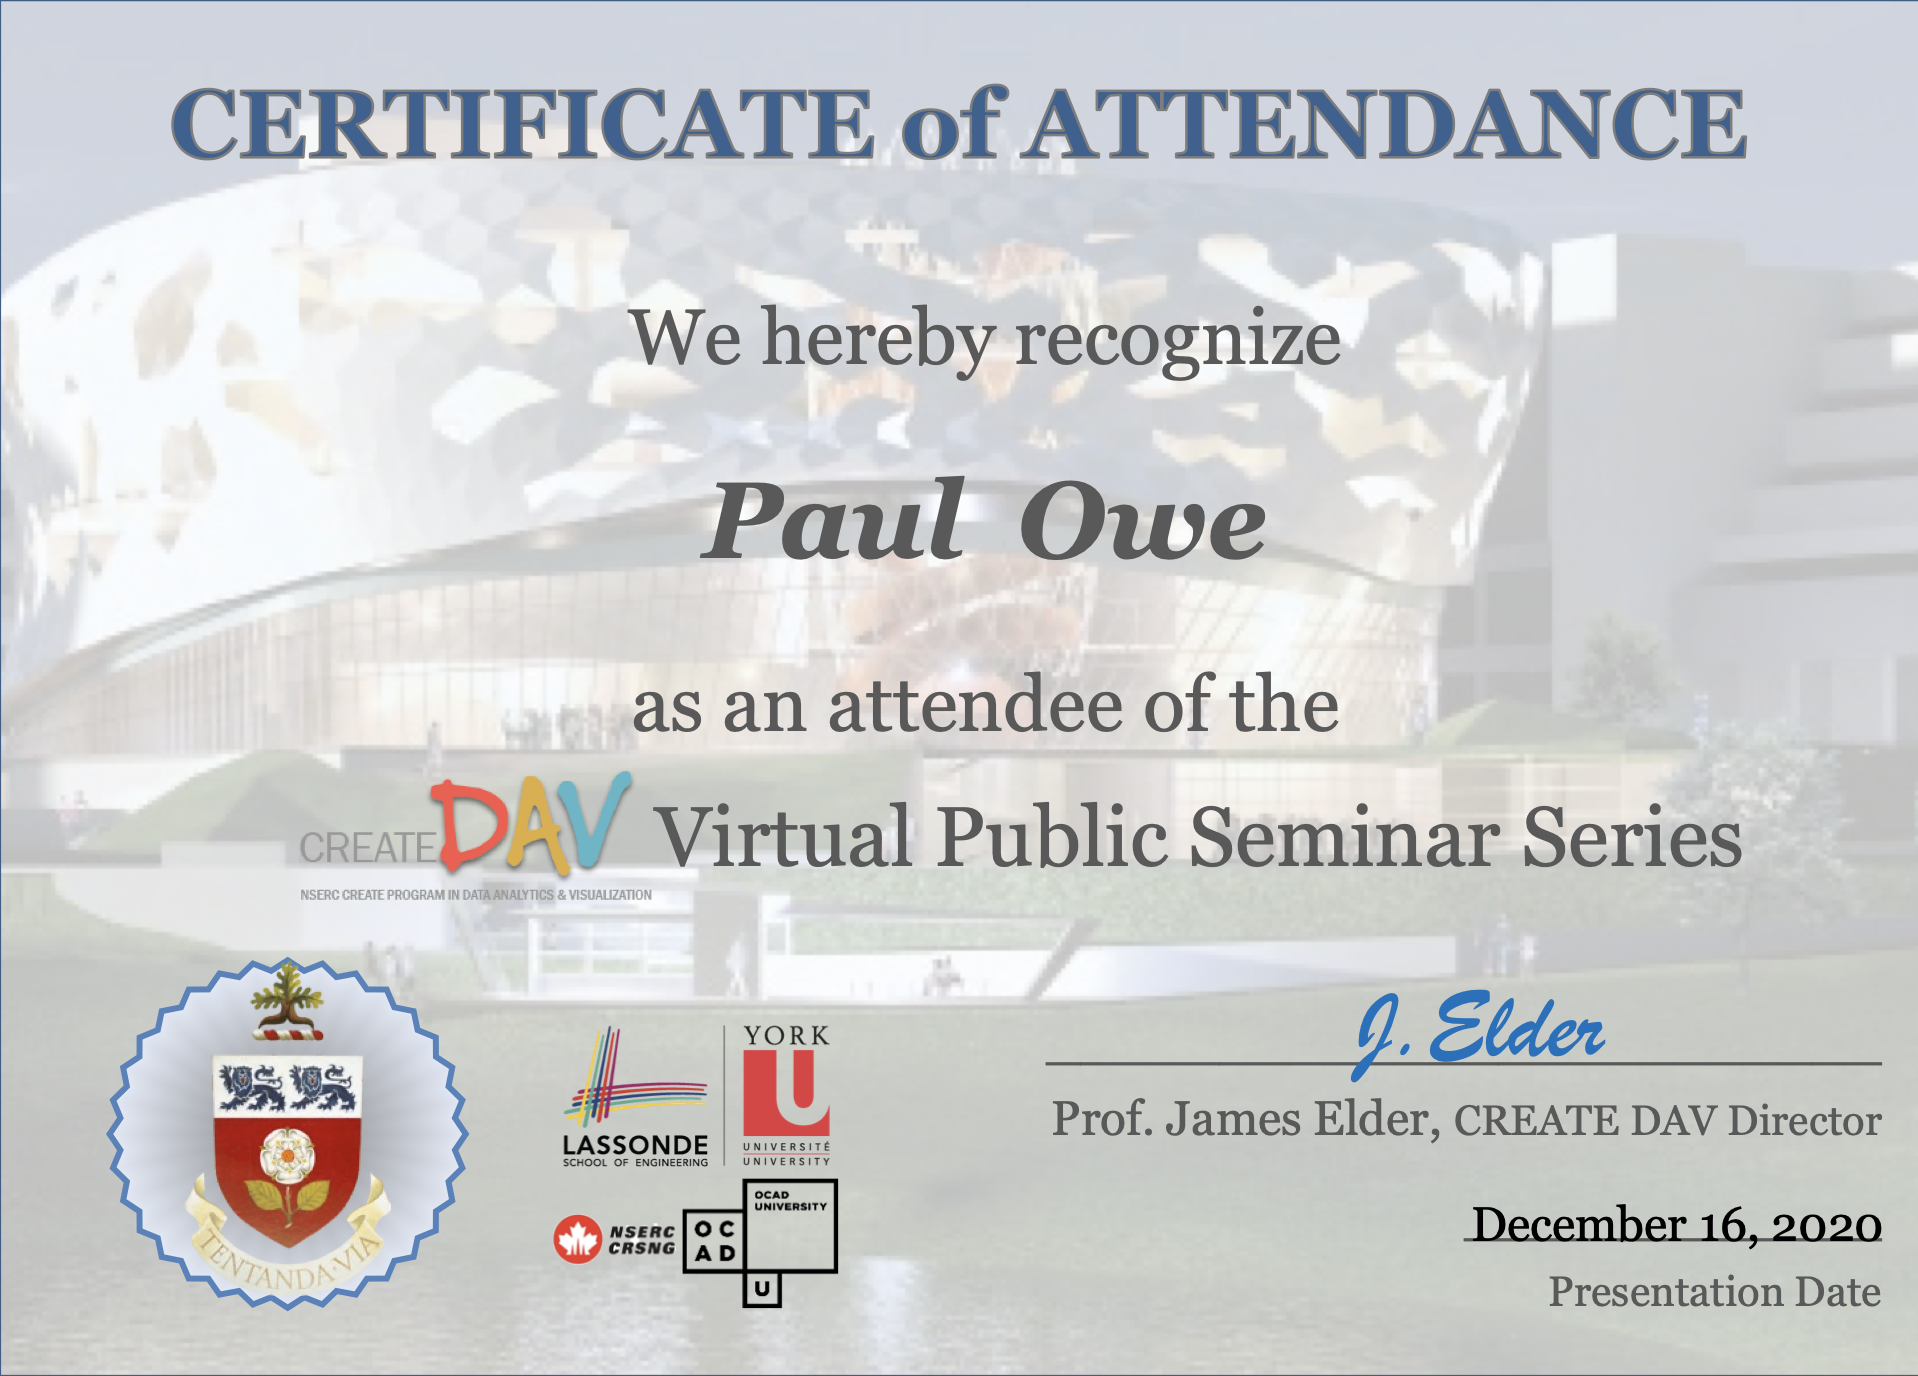 CERTIFICATE of ATTENDANCE
We hereby recognize
Paul Owe
as an attendee of the
CREATE DAV Virtual Public Seminar Series
NSERC CREATE PROGRAM IN DATA ANALYTICS & VISUALIZATION
TENTANDA·VIA
LASSONDE
SCHOOL OF ENGINEERING
YORK
U
UNIVERSITÉ
UNIVERSITY
NSERC
CRSNG
OC
AD
U
OCAD
UNIVERSITY
J. Elder
Prof. James Elder, CREATE DAV Director
December 16, 2020
Presentation Date